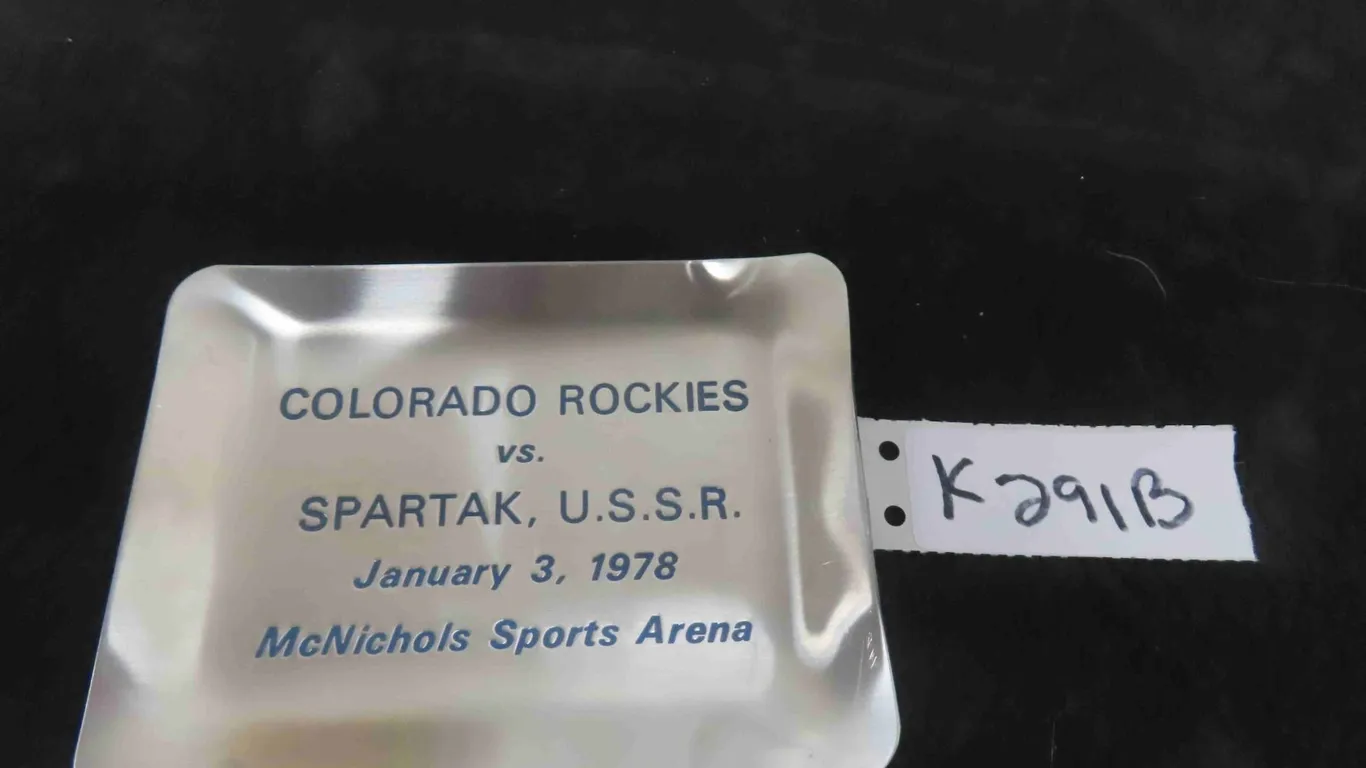 COLORADO ROCKIES
vs.
SPARTAK, U.S.S.R.
January 3, 1978
McNichols Sports Arena
K291B